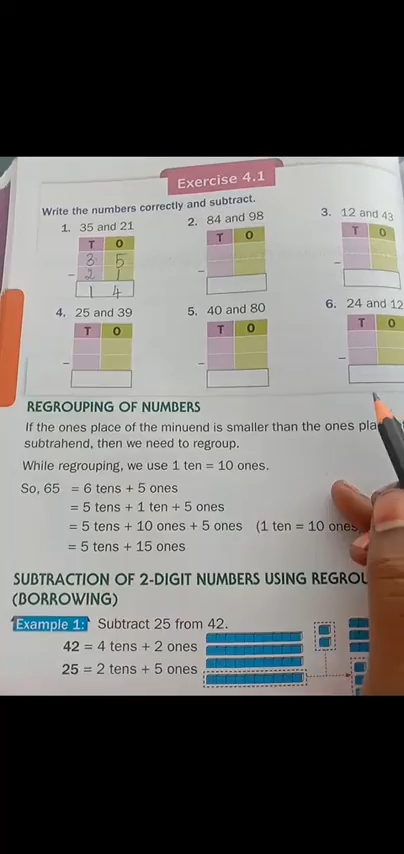 Exercise 4.1
Write the numbers correctly and subtract.
1. 35 and 21
2. 84 and 98
3. 12 and 43
T O
T O
T O
3 5
- 2 1
-
-
1 4
4. 25 and 39
5. 40 and 80
6. 24 and 12
T O
T O
T O
-
-
-
REGROUPING OF NUMBERS
If the ones place of the minuend is smaller than the ones
subtrahend, then we need to regroup.
While regrouping, we use 1 ten = 10 ones.
So, 65 = 6 tens + 5 ones
= 5 tens + 1 ten + 5 ones
= 5 tens + 10 ones + 5 ones (1 ten = 10 ones
= 5 tens + 15 ones
SUBTRACTION OF 2-DIGIT NUMBERS USING
(BORROWING)
Example 1: Subtract 25 from 42.
42 = 4 tens + 2 ones
25 = 2 tens + 5 ones